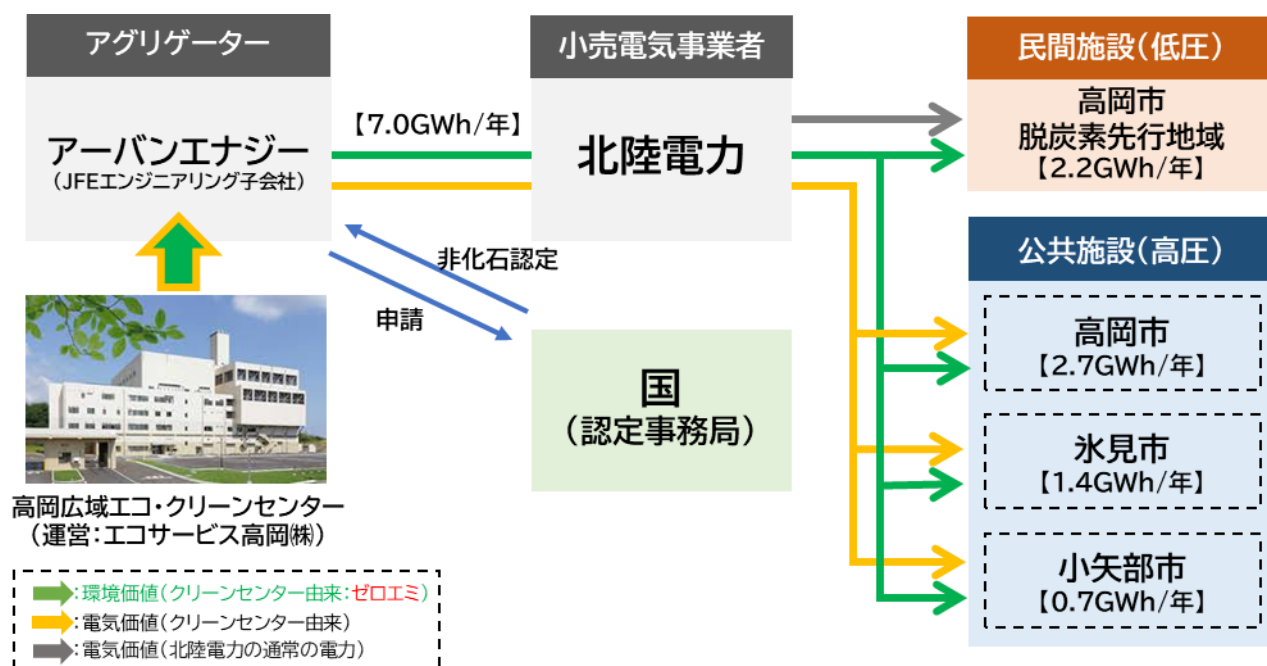 アグリゲーター
アーバンエナジー
(JFEエンジニアリング子会社)
【7.0GWh/年】
小売電気事業者
北陸電力
民間施設(低圧)
高岡市
脱炭素先行地域
【2.2GWh/年】
公共施設(高圧)
高岡市
【2.7GWh/年】
氷見市
【1.4GWh/年】
小矢部市
【0.7GWh/年】
非化石認定
申請
国
(認定事務局)
高岡広域エコ・クリーンセンター
(運営:エコサービス高岡㈱)
:環境価値(クリーンセンター由来:ゼロエミ)
:電気価値(クリーンセンター由来)
:電気価値(北陸電力の通常の電力)